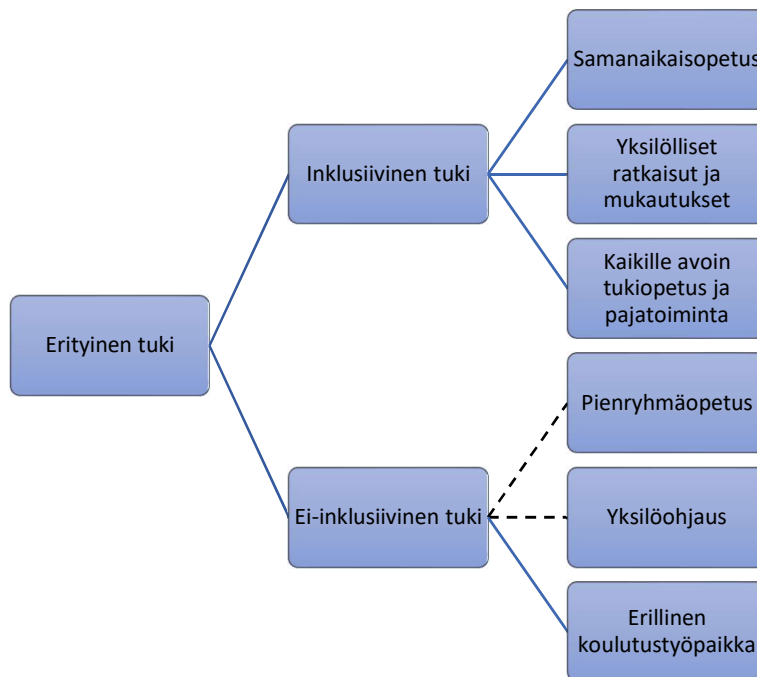 Samanaikaisopetus
Inklusiivinen tuki
Yksilölliset
ratkaisut ja
mukautukset
Kaikille avoin
tukiopetus ja
pajatoiminta
Erityinen tuki
Pienryhmäopetus
Ei-inklusiivinen tuki
Yksilöohjaus
Erillinen
koulutustyöpaikka